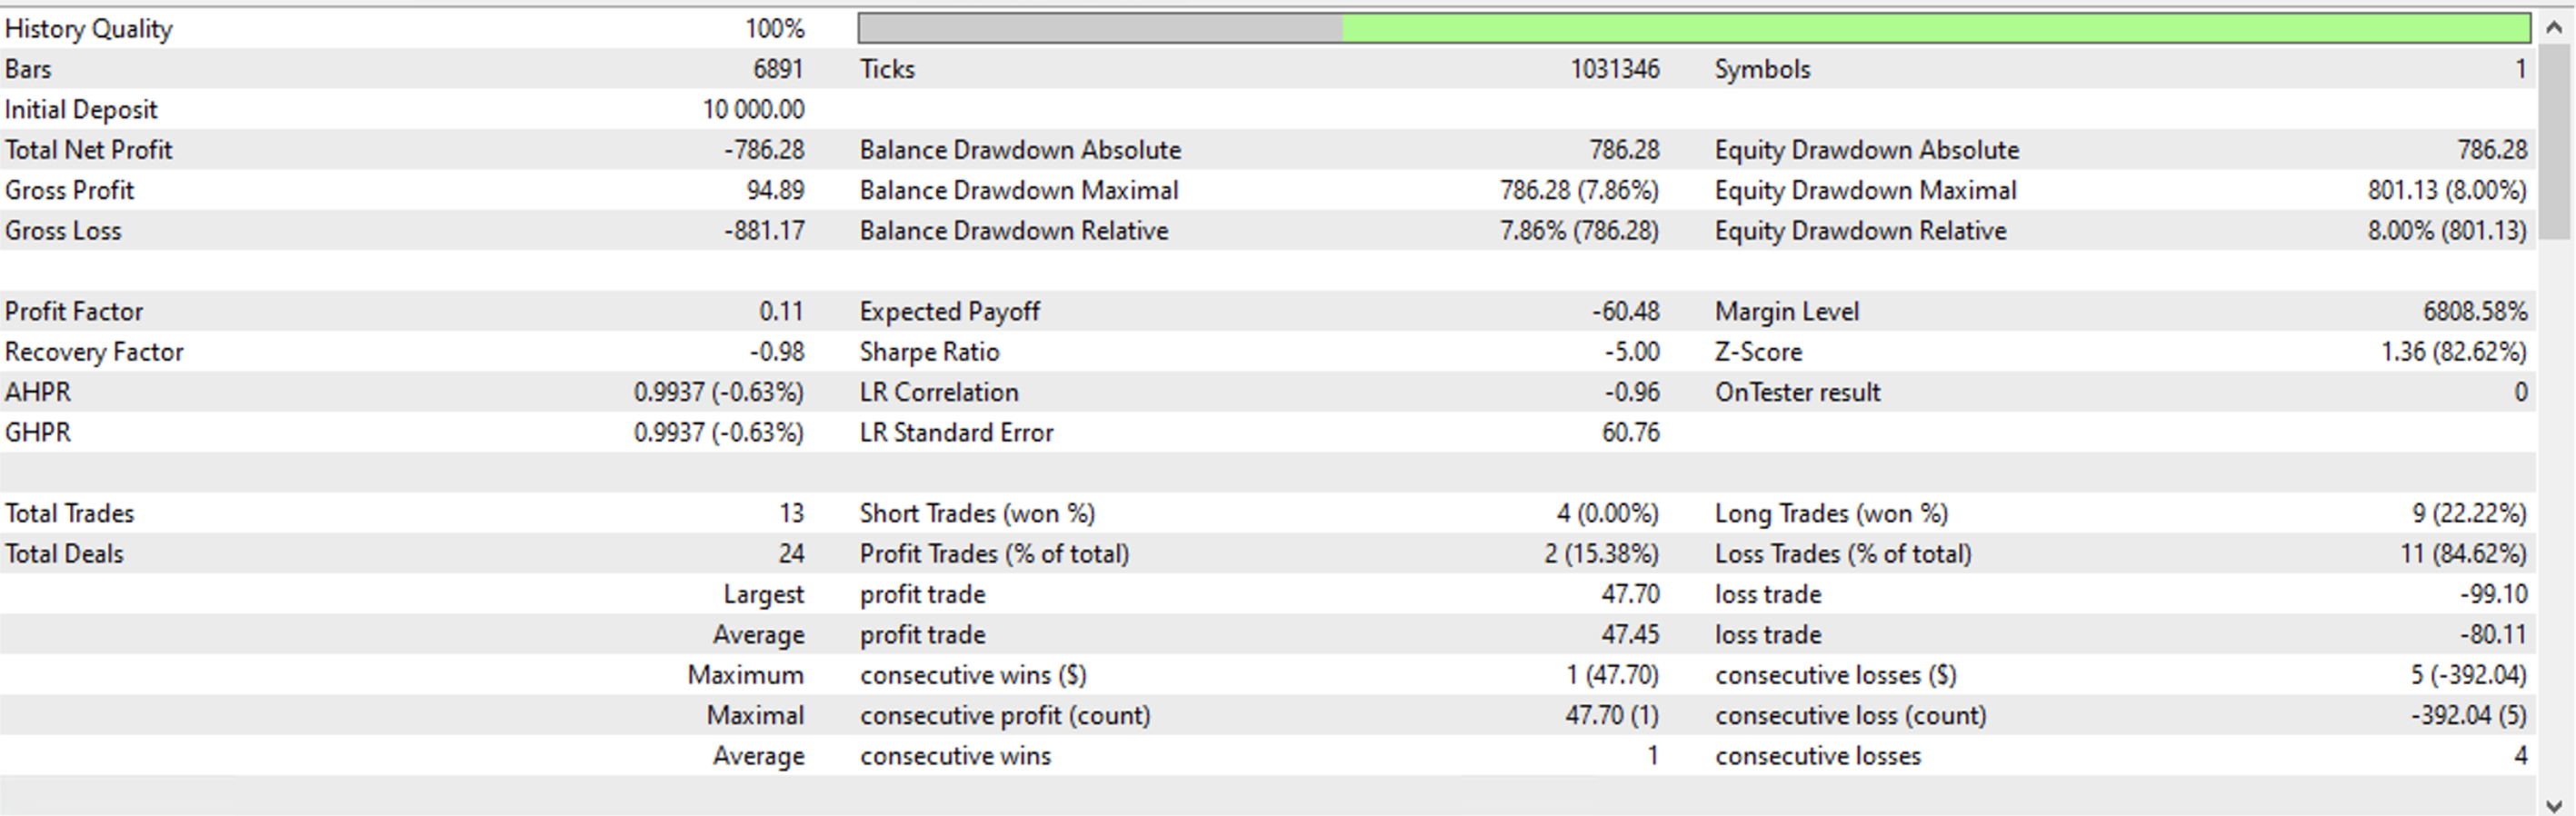 History Quality 100%
Bars 6891 Ticks 1031346 Symbols 1
Initial Deposit 10 000.00
Total Net Profit -786.28 Balance Drawdown Absolute 786.28 Equity Drawdown Absolute 786.28
Gross Profit 94.89 Balance Drawdown Maximal 786.28 (7.86%) Equity Drawdown Maximal 801.13 (8.00%)
Gross Loss -881.17 Balance Drawdown Relative 7.86% (786.28) Equity Drawdown Relative 8.00% (801.13)
Profit Factor 0.11 Expected Payoff -60.48 Margin Level 6808.58%
Recovery Factor -0.98 Sharpe Ratio -5.00 Z-Score 1.36 (82.62%)
AHPR 0.9937 (-0.63%) LR Correlation -0.96 OnTester result 0
GHPR 0.9937 (-0.63%) LR Standard Error 60.76
Total Trades 13 Short Trades (won %) 4 (0.00%) Long Trades (won %) 9 (22.22%)
Total Deals 24 Profit Trades (% of total) 2 (15.38%) Loss Trades (% of total) 11 (84.62%)
Largest profit trade 47.70 loss trade -99.10
Average profit trade 47.45 loss trade -80.11
Maximum consecutive wins ($) 1 (47.70) consecutive losses ($) 5 (-392.04)
Maximal consecutive profit (count) 47.70 (1) consecutive loss (count) -392.04 (5)
Average consecutive wins 1 consecutive losses 4